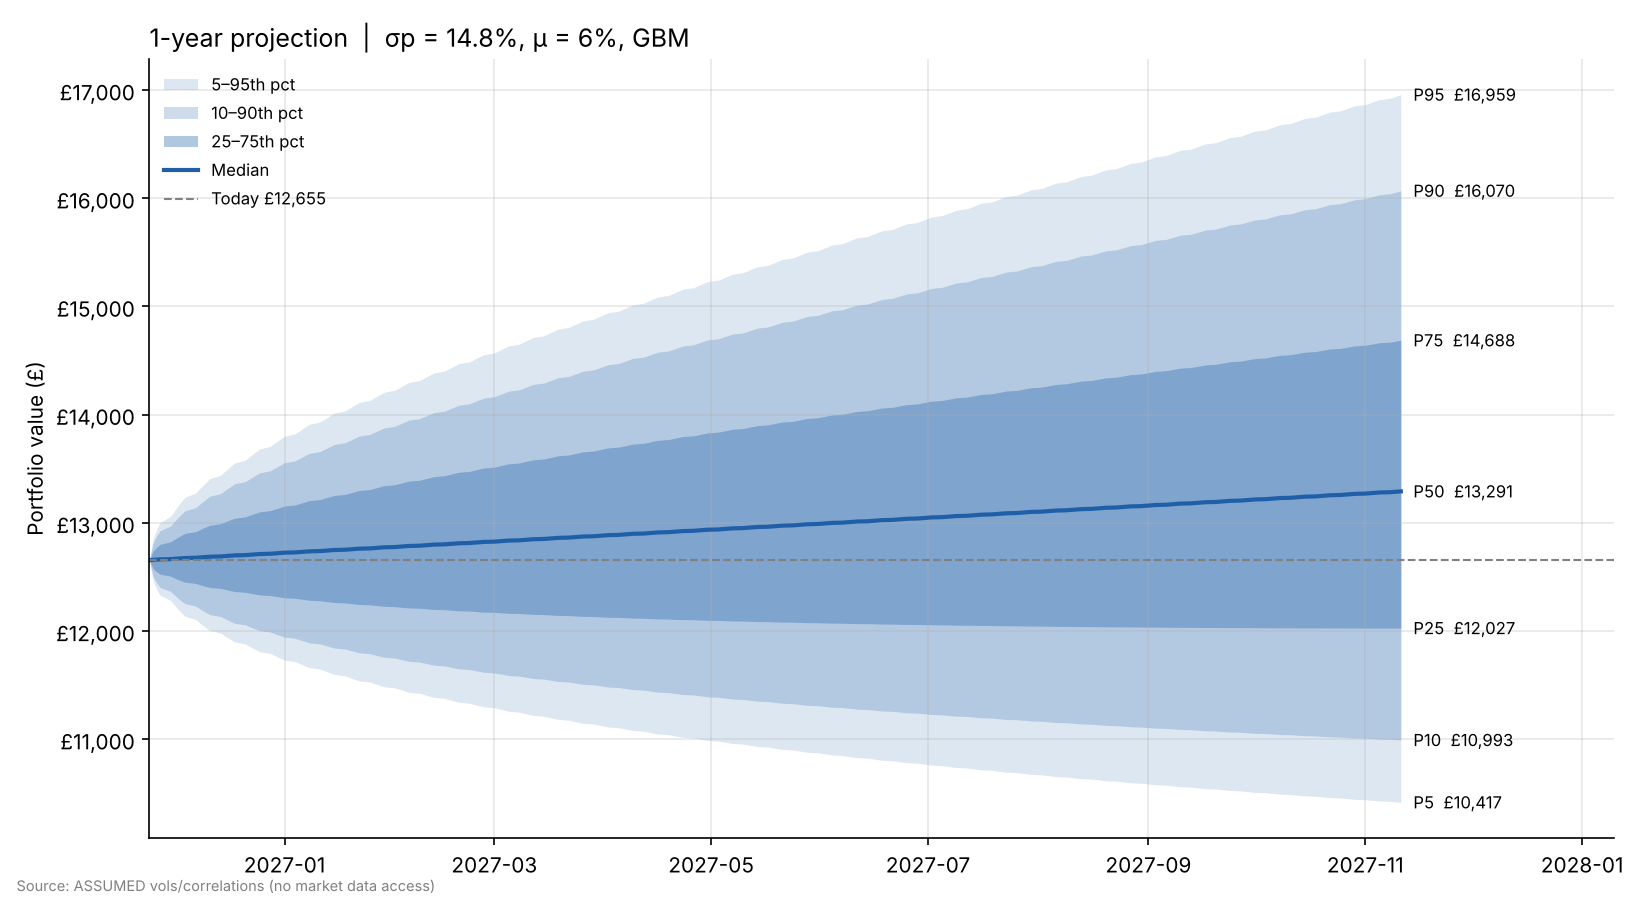 1-year projection | σp = 14.8%, μ = 6%, GBM
5–95th pct
10–90th pct
25–75th pct
Median
Today £12,655
Portfolio value (£)
£17,000
£16,000
£15,000
£14,000
£13,000
£12,000
£11,000
P95 £16,959
P90 £16,070
P75 £14,688
P50 £13,291
P25 £12,027
P10 £10,993
P5 £10,417
2027-01
2027-03
2027-05
2027-07
2027-09
2027-11
2028-01
Source: ASSUMED vols/correlations (no market data access)